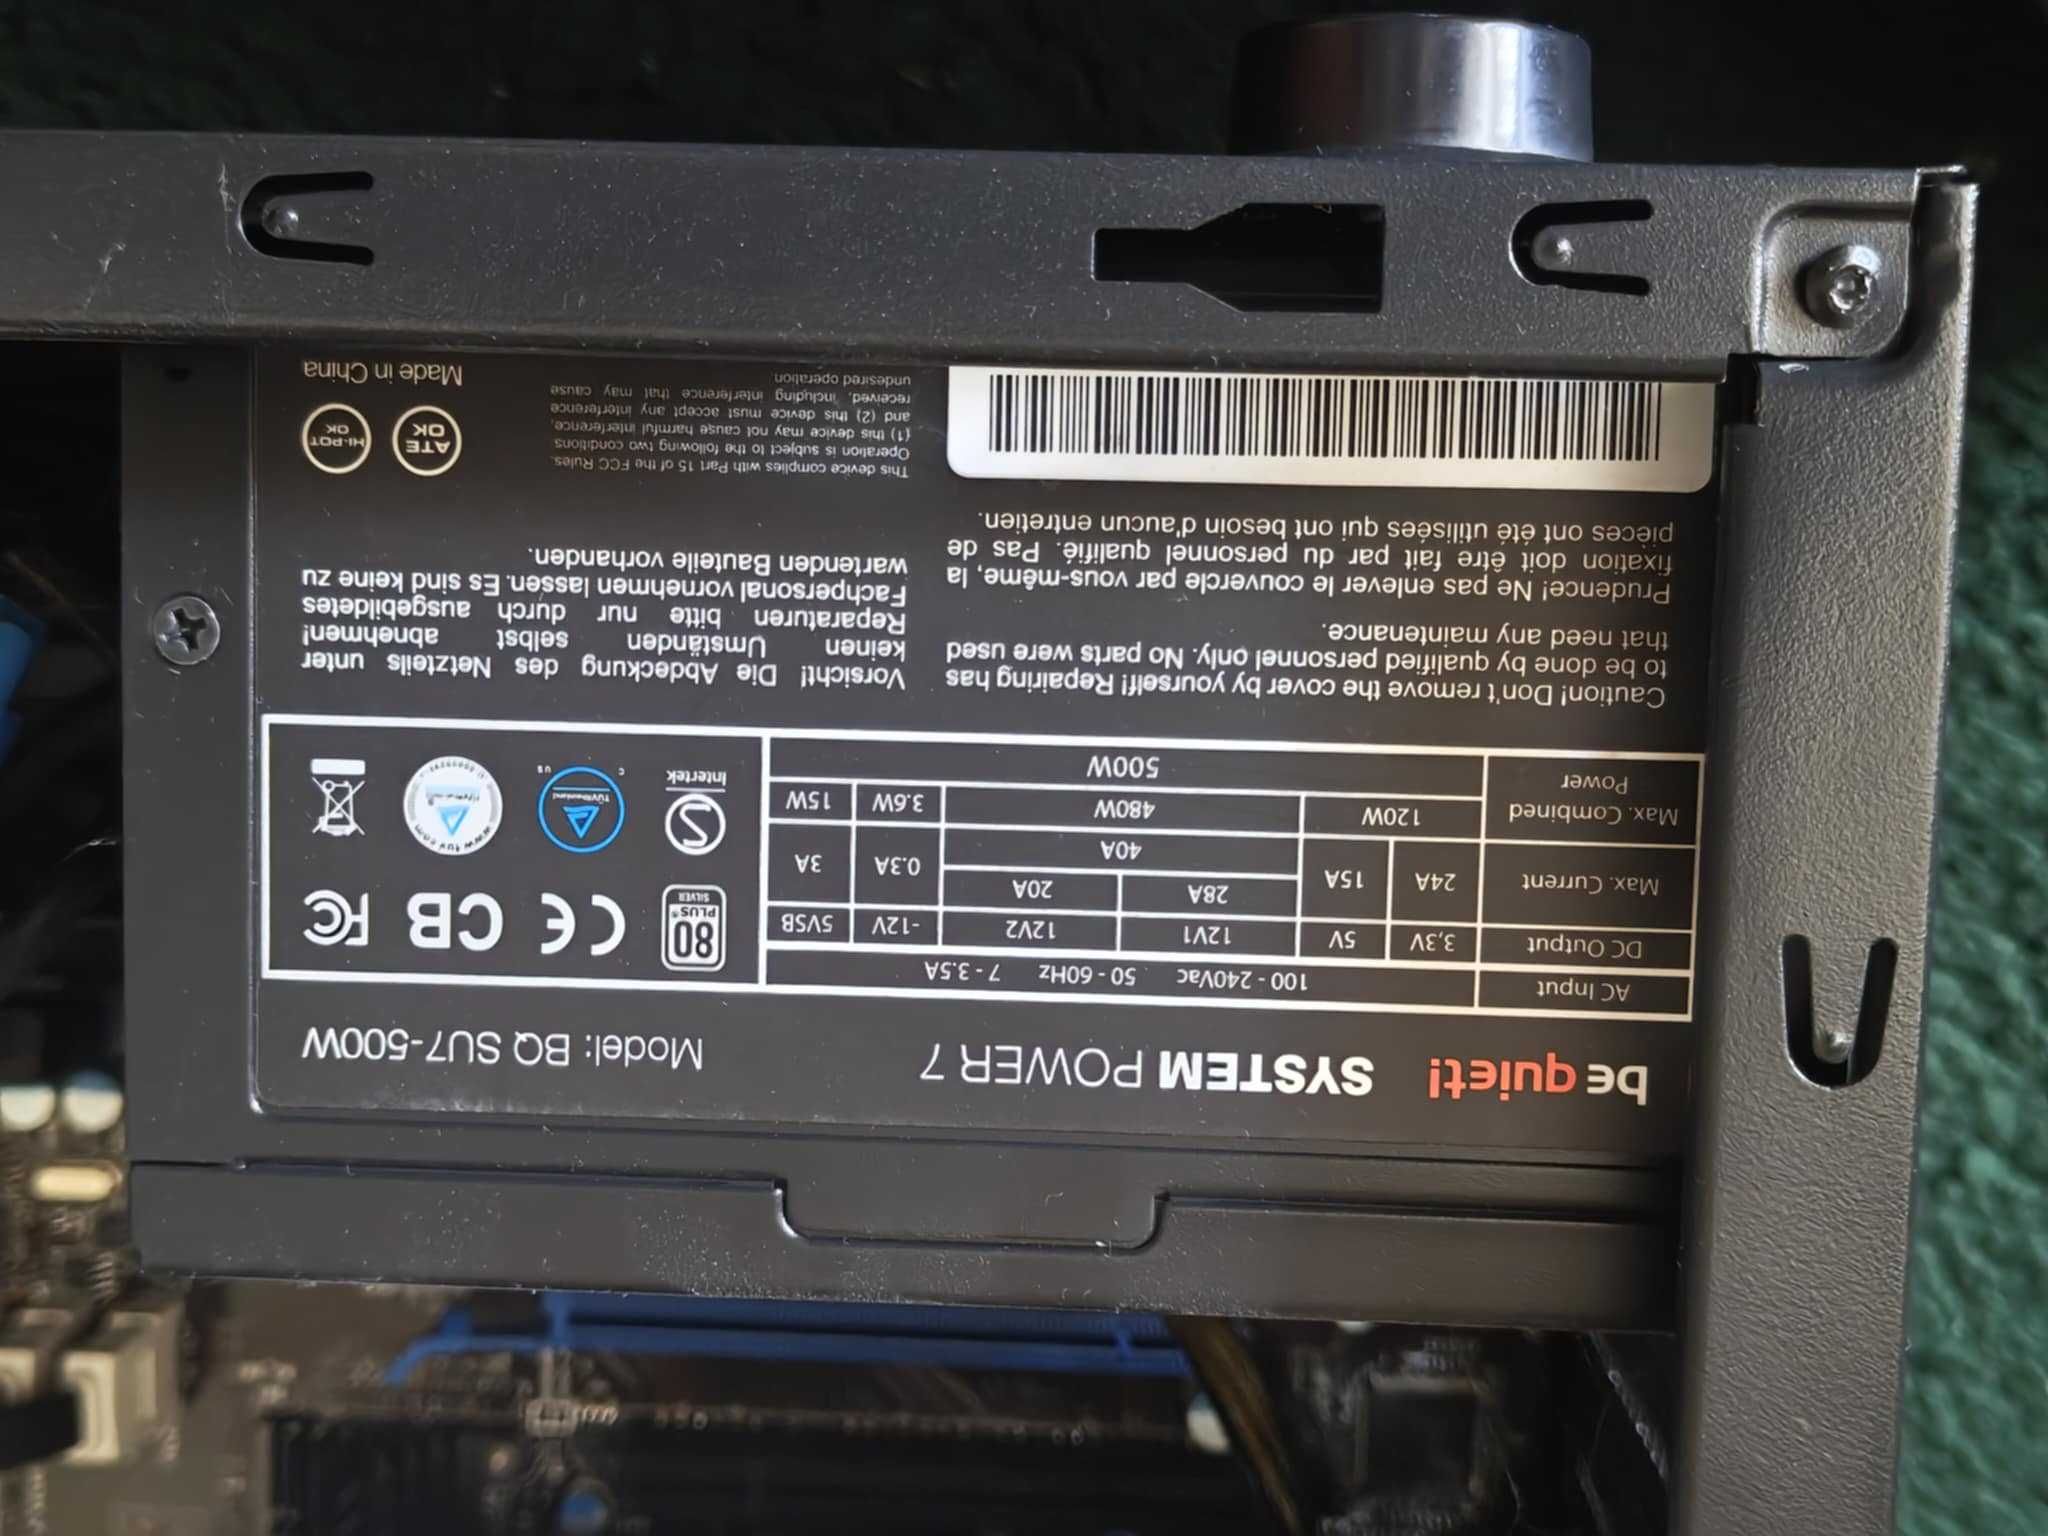 be quiet! SYSTEM POWER 7 Model: BQ SU7-500W
AC Input 100 - 240Vac 50 - 60Hz 7 - 3.5A
DC Output 3,3V 5V 12V1 12V2 -12V 5VSB
Max. Current 24A 15A 28A 20A 0.3A 3A
40A
Max. Combined Power 120W 480W 3.6W 15W
500W
80 PLUS® SILVER
CE CB FC
Intertek
TÜVRheinland
C US
www.tuv.com
TÜVRheinland®
Caution! Don't remove the cover by yourself! Repairing has
to be done by qualified personnel only. No parts were used
that need any maintenance.
Prudence! Ne pas enlever le couvercle par vous-même, la
fixation doit être fait par du personnel qualifié. Pas de
pièces ont été utilisées qui ont besoin d'aucun entretien.
Vorsicht! Die Abdeckung des Netzteils unter
keinen Umständen selbst abnehmen!
Reparaturen bitte nur durch ausgebildetes
Fachpersonal vornehmen lassen. Es sind keine zu
wartenden Bauteile vorhanden.
This device complies with Part 15 of the FCC Rules.
Operation is subject to the following two conditions:
(1) this device may not cause harmful interference,
and (2) this device must accept any interference
received, including interference that may cause
undesired operation.
ATE OK
HI-POT OK
Made in China